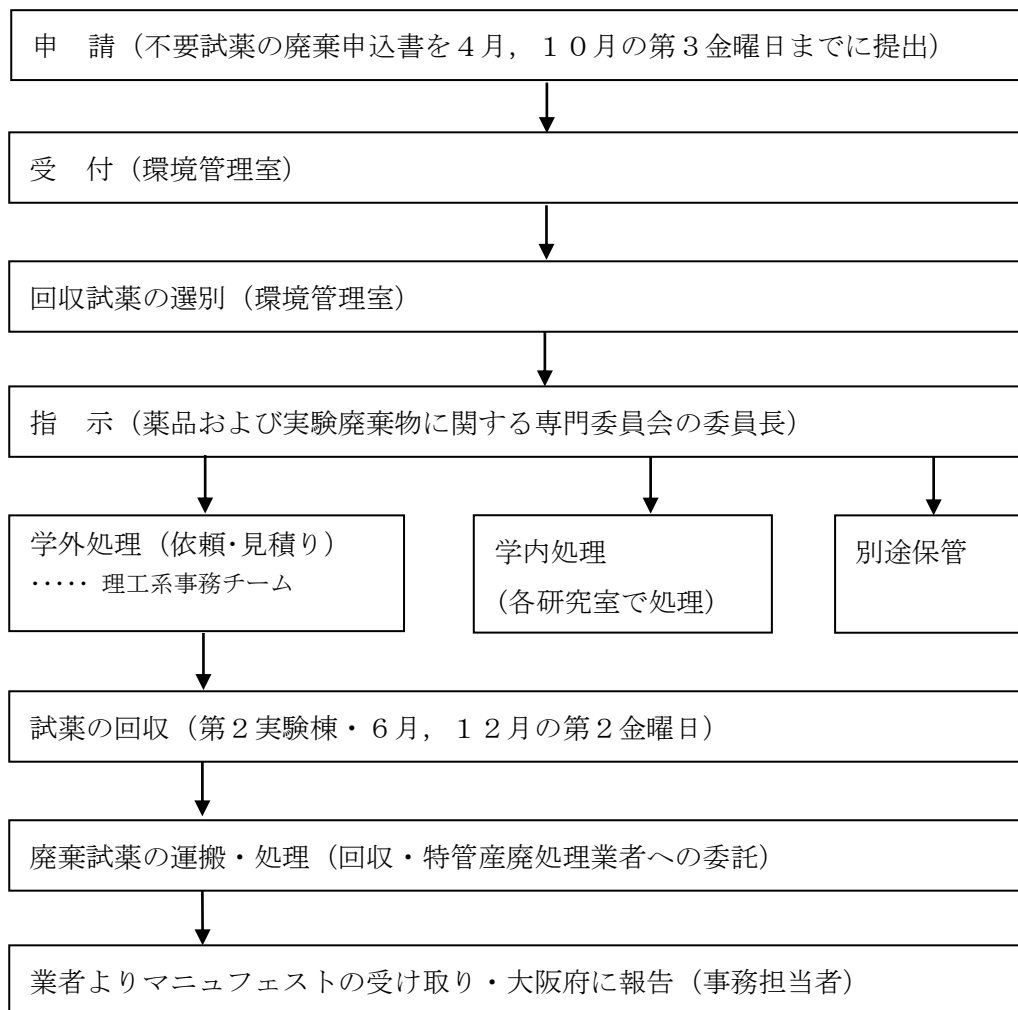 申　請（不要試薬の廃棄申込書を４月，１０月の第３金曜日までに提出）
受　付（環境管理室）
回収試薬の選別（環境管理室）
指　示（薬品および実験廃棄物に関する専門委員会の委員長）
学外処理（依頼・見積り）
‥‥‥ 理工系事務チーム
学内処理
（各研究室で処理）
別途保管
試薬の回収（第２実験棟・６月，１２月の第２金曜日）
廃棄試薬の運搬・処理（回収・特管産廃処理業者への委託）
業者よりマニュフェストの受け取り・大阪府に報告（事務担当者）